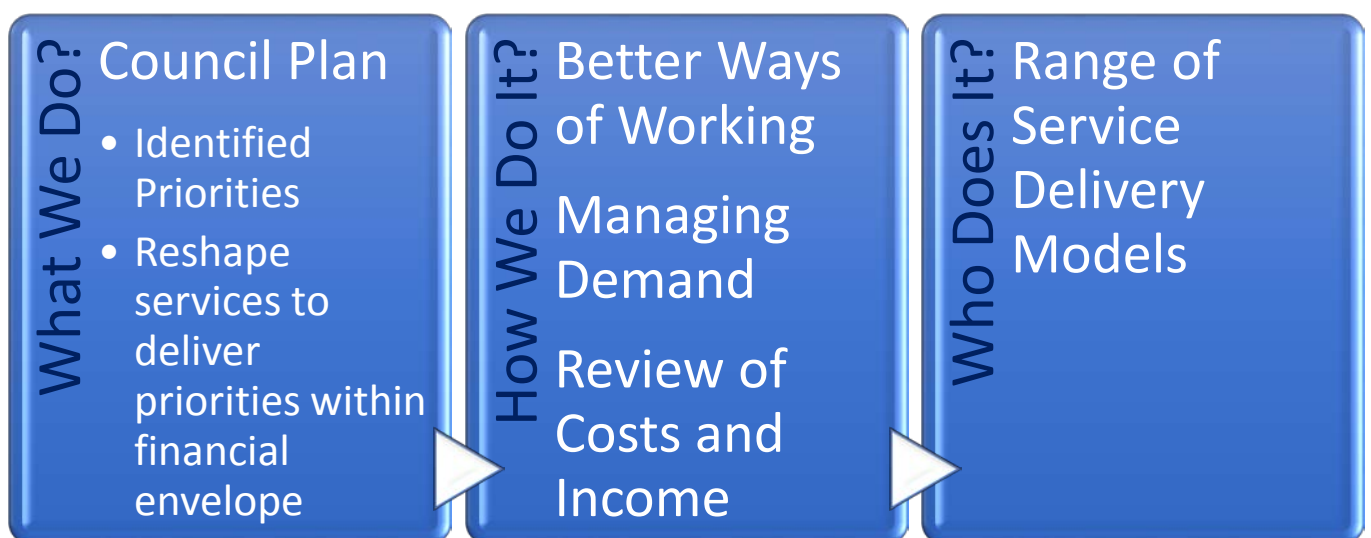 What We Do?
Council Plan
• Identified
Priorities
• Reshape
services to
deliver
priorities within
financial
envelope
How We Do It?
Better Ways
of Working
Managing
Demand
Review of
Costs and
Income
Who Does It?
Range of
Service
Delivery
Models